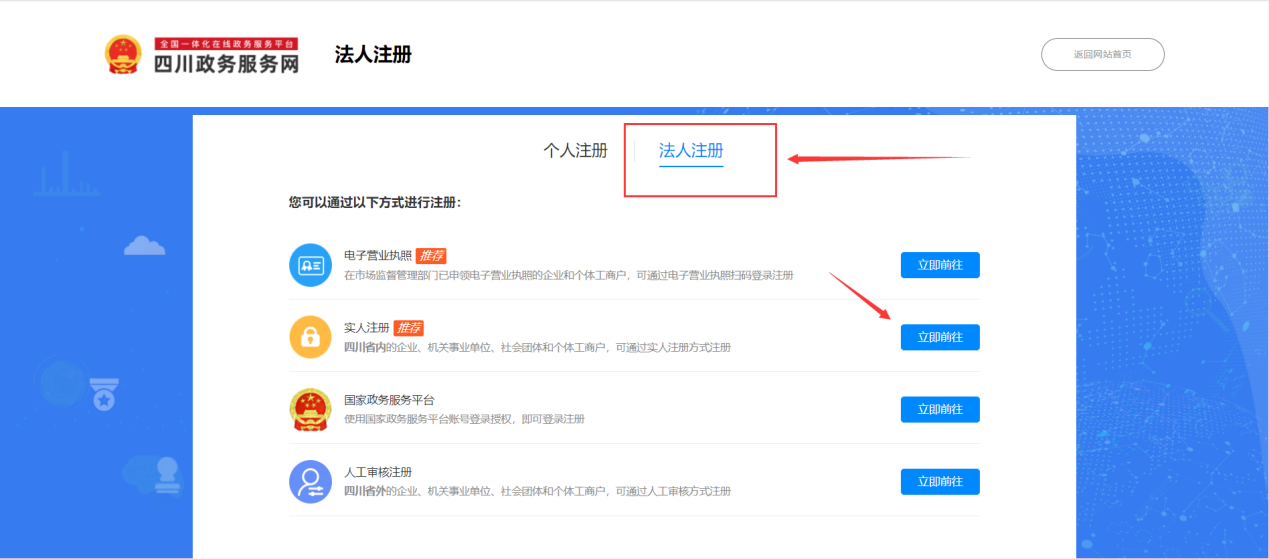 全国一体化在线政务服务平台
四川政务服务网
法人注册
返回网站首页
个人注册
法人注册
您可以通过以下方式进行注册：
电子营业执照 推荐
在市场监督管理部门已申领电子营业执照的企业和个体工商户，可通过电子营业执照扫码登录注册
立即前往
实人注册 推荐
四川省内的企业、机关事业单位、社会团体和个体工商户，可通过实人注册方式注册
立即前往
国家政务服务平台
使用国家政务服务平台账号登录授权，即可登录注册
立即前往
人工审核注册
四川省外的企业、机关事业单位、社会团体和个体工商户，可通过人工审核方式注册
立即前往